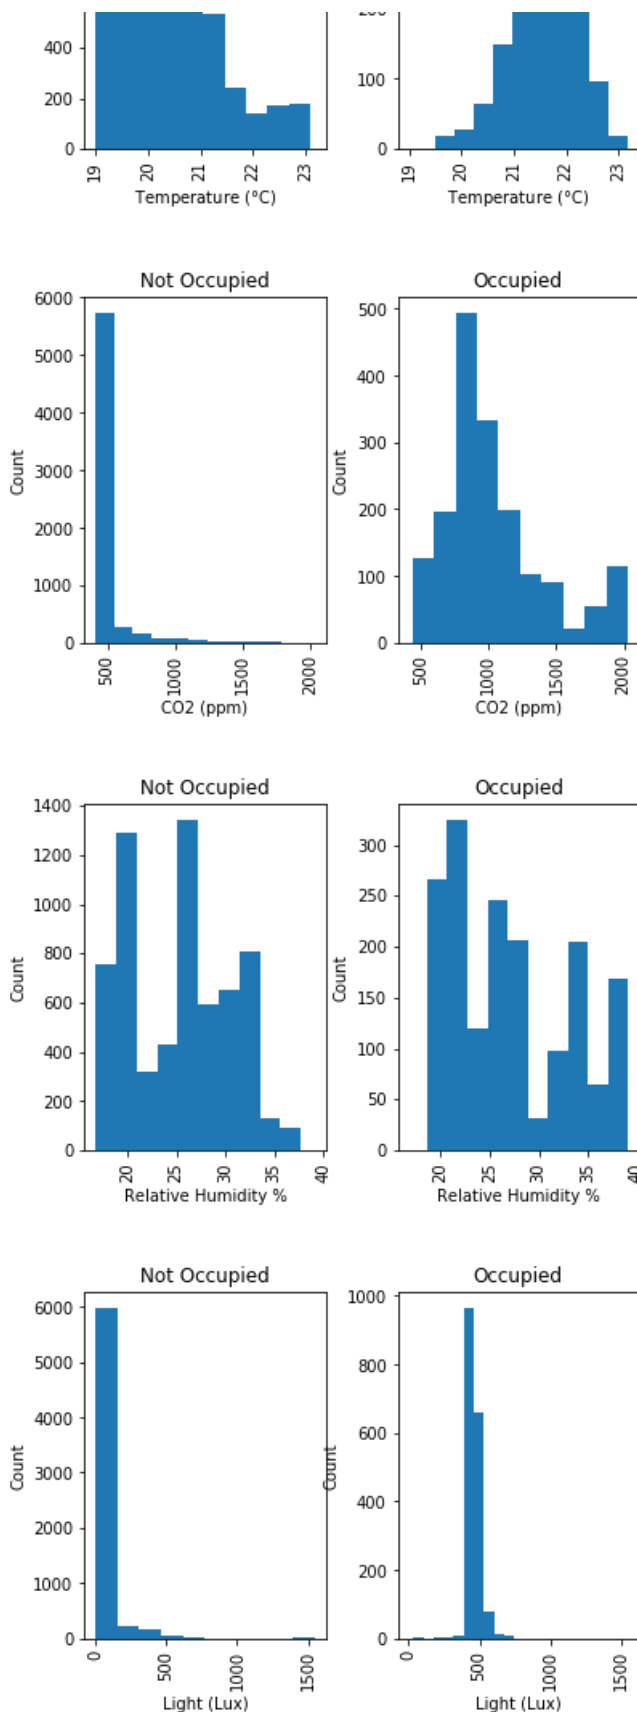 400
200
0
19 20 21 22 23
Temperature (°C)
200
100
0
19 20 21 22 23
Temperature (°C)
Not Occupied
6000
5000
4000
3000
2000
1000
0
Count
500 1000 1500 2000
CO2 (ppm)
Occupied
500
400
300
200
100
0
Count
500 1000 1500 2000
CO2 (ppm)
Not Occupied
1400
1200
1000
800
600
400
200
0
Count
20 25 30 35 40
Relative Humidity %
Occupied
300
250
200
150
100
50
0
Count
20 25 30 35 40
Relative Humidity %
Not Occupied
6000
5000
4000
3000
2000
1000
0
Count
0 500 1000 1500
Light (Lux)
Occupied
1000
800
600
400
200
0
Count
0 500 1000 1500
Light (Lux)